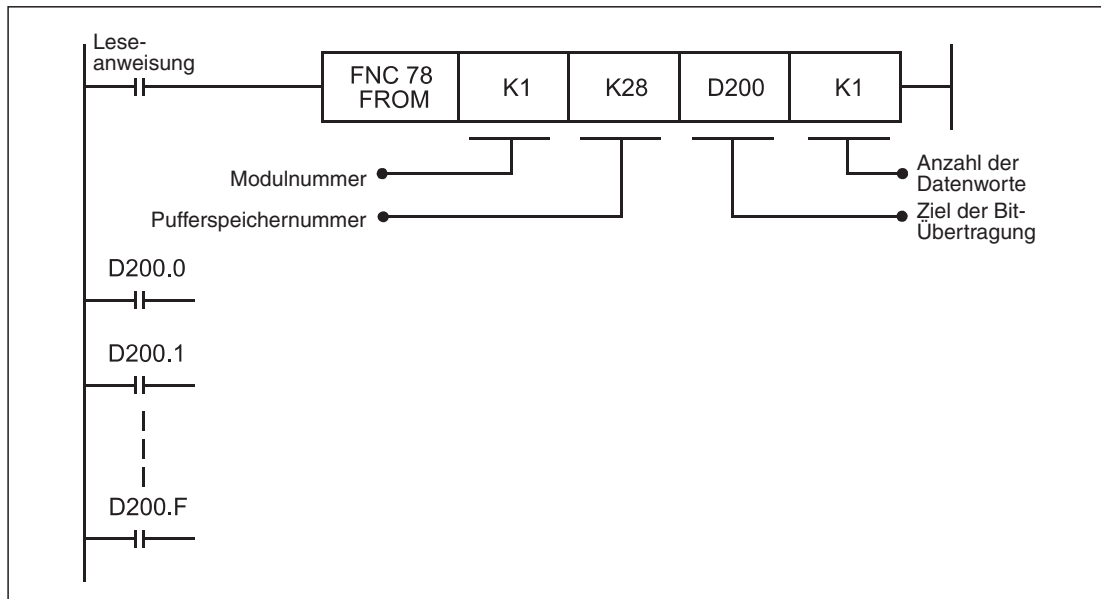 Lese-
anweisung
FNC 78
FROM
K1
K28
D200
K1
Modulnummer
Pufferspeichernummer
Anzahl der
Datenworte
Ziel der Bit-
Übertragung
D200.0
D200.1
D200.F